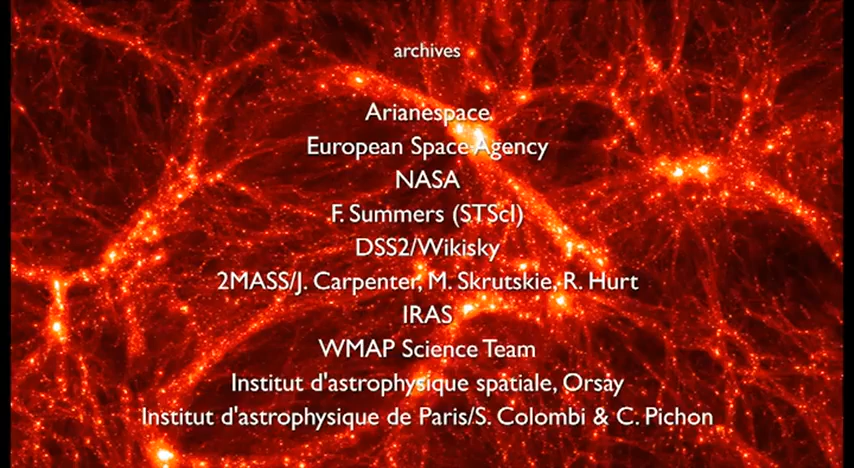 archives
Arianespace
European Space Agency
NASA
F. Summers (STScI)
DSS2/Wikisky
2MASS/J. Carpenter, M. Skrutskie, R. Hurt
IRAS
WMAP Science Team
Institut d'astrophysique spatiale, Orsay
Institut d'astrophysique de Paris/S. Colombi & C. Pichon